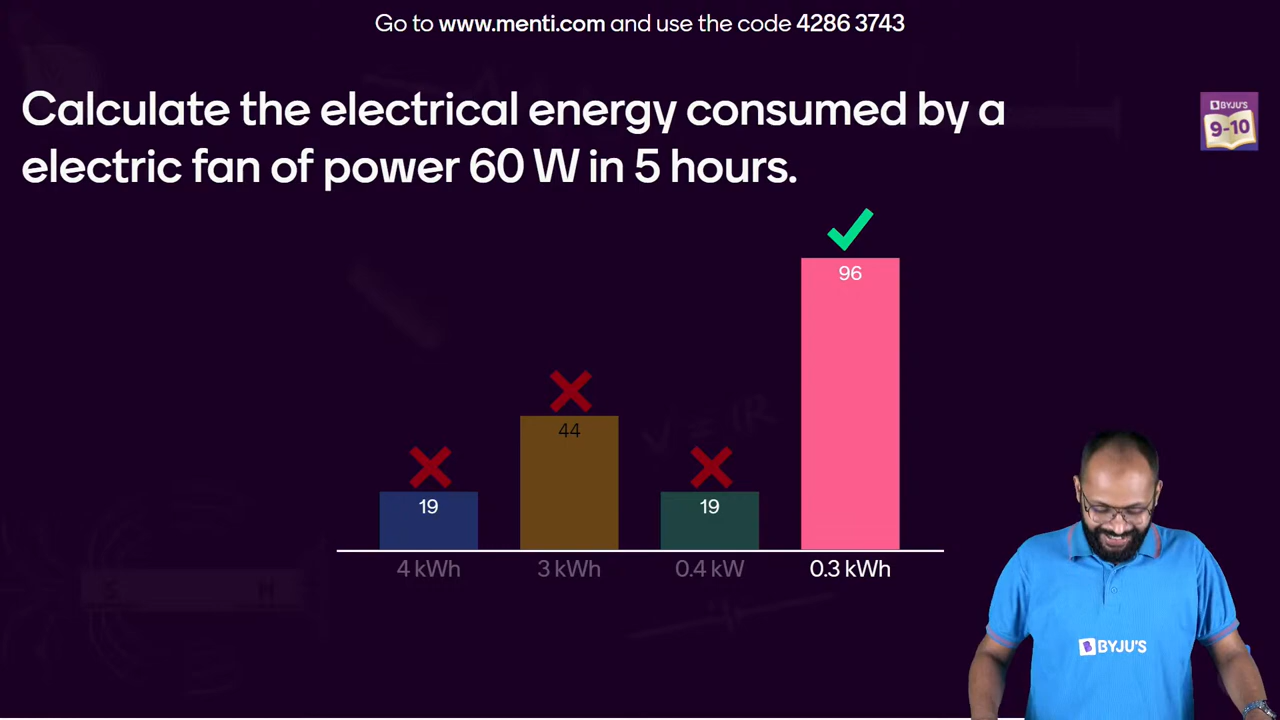 Go to www.menti.com and use the code 4286 3743
Calculate the electrical energy consumed by a
electric fan of power 60 W in 5 hours.
BYJU'S
9-10
96
44
19
19
V = IR
4 kWh
3 kWh
0.4 kW
0.3 kWh
S
N
BYJU'S